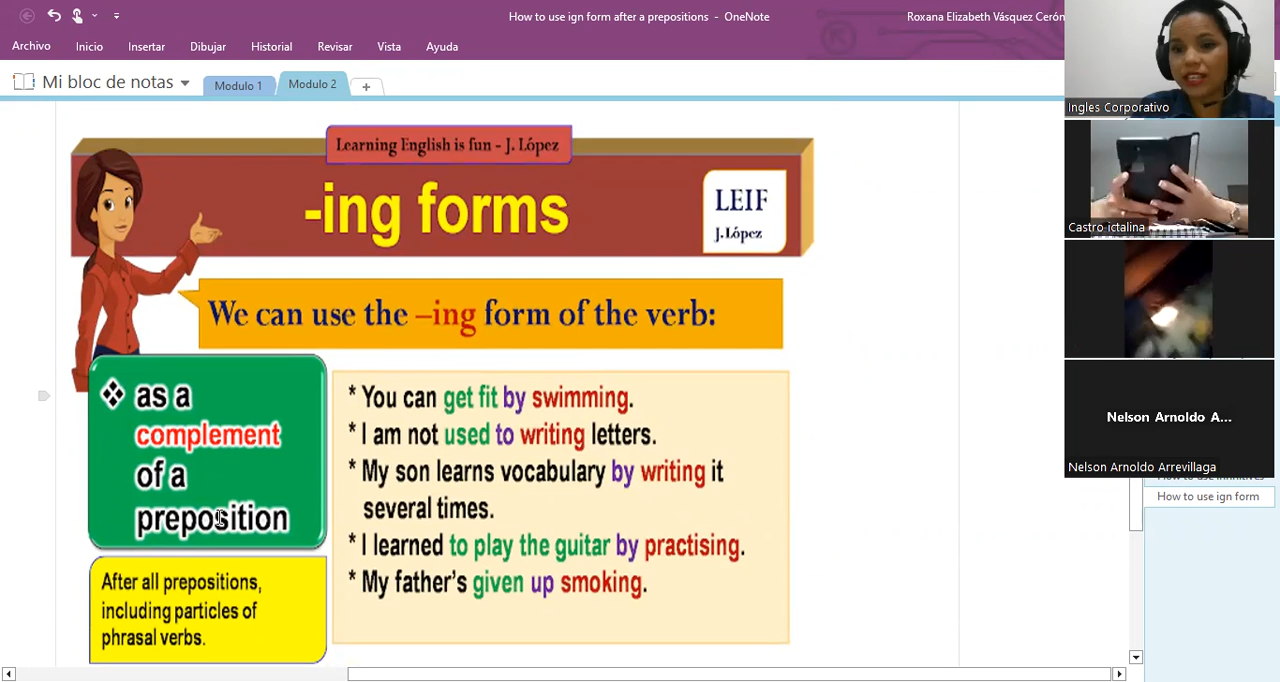 How to use ign form after a prepositions - OneNote
Roxana Elizabeth Vásquez Cerón
Archivo Inicio Insertar Dibujar Historial Revisar Vista Ayuda
Mi bloc de notas Modulo 1 Modulo 2 +
Ingles Corporativo
Learning English is fun - J. López
-ing forms
LEIF
J.López
We can use the –ing form of the verb:
❖ as a
complement
of a
preposition
After all prepositions,
including particles of
phrasal verbs.
* You can get fit by swimming.
* I am not used to writing letters.
* My son learns vocabulary by writing it
several times.
* I learned to play the guitar by practising.
* My father’s given up smoking.
Castro ictalina
Nelson Arnoldo A...
Nelson Arnoldo Arrevillaga
How to use ign form